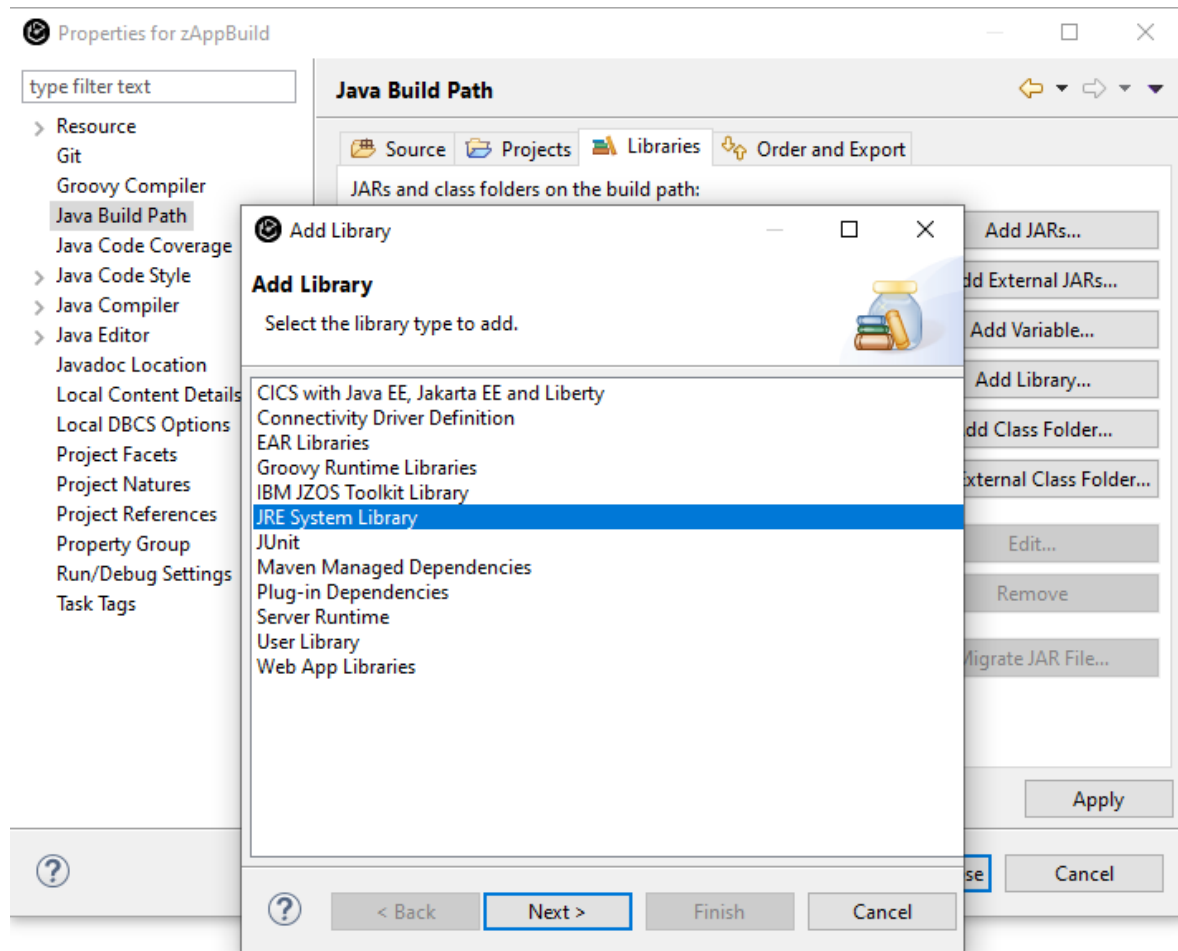 Properties for zAppBuild
type filter text
Resource
Git
Groovy Compiler
Java Build Path
Java Code Coverage
Java Code Style
Java Compiler
Java Editor
Javadoc Location
Local Content Details
Local DBCS Options
Project Facets
Project Natures
Project References
Property Group
Run/Debug Settings
Task Tags
Java Build Path
Source Projects Libraries Order and Export
JARs and class folders on the build path:
Add JARs...
dd External JARs...
Add Variable...
Add Library...
dd Class Folder...
External Class Folder...
Edit...
Remove
Migrate JAR File...
Apply
se
Cancel
Add Library
Add Library
Select the library type to add.
CICS with Java EE, Jakarta EE and Liberty
Connectivity Driver Definition
EAR Libraries
Groovy Runtime Libraries
IBM JZOS Toolkit Library
JRE System Library
JUnit
Maven Managed Dependencies
Plug-in Dependencies
Server Runtime
User Library
Web App Libraries
< Back Next > Finish Cancel